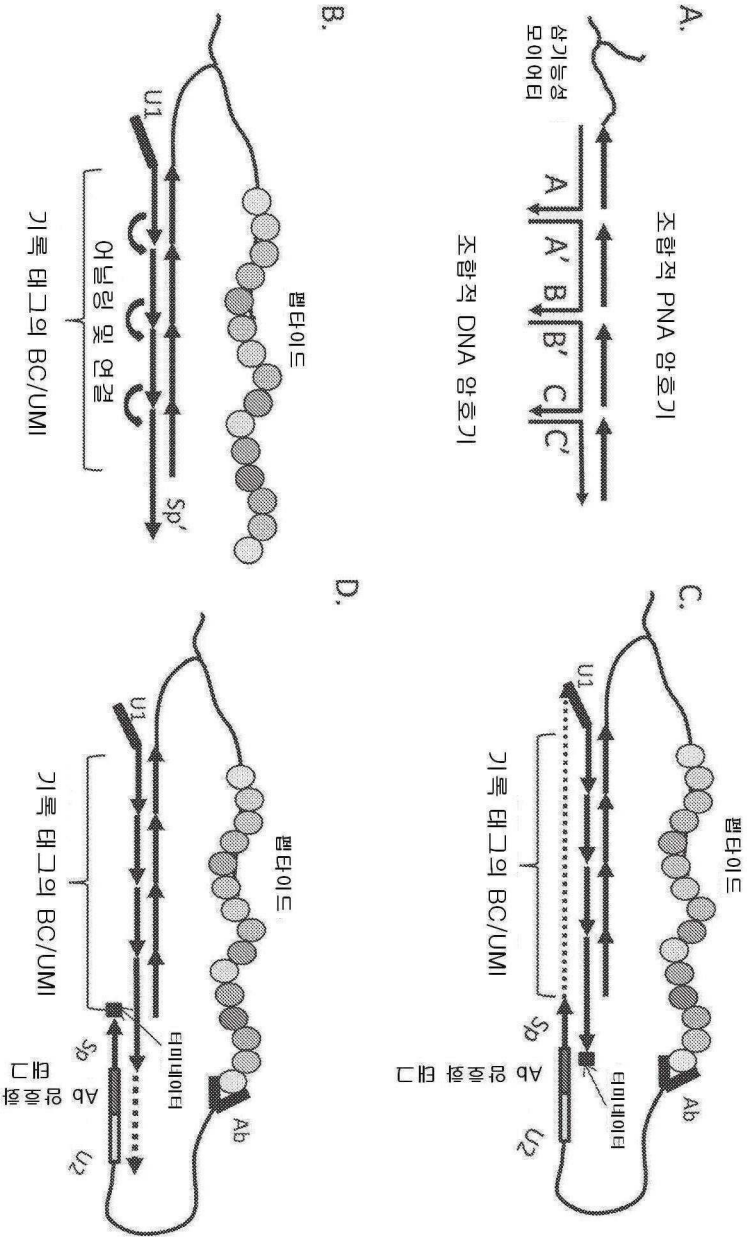 A.
삼기능성
모이어티
조합적 PNA 암호기
A
A'
B
B'
C
C'
조합적 DNA 암호기
B.
펩타이드
U1
Sp'
어닐링 및 연결
기록 태그의 BC/UMI
C.
펩타이드
Ab
U1
터미네이터
Sp
Ab 암호화
태그
U2
기록 태그의 BC/UMI
D.
펩타이드
Ab
U1
터미네이터
Sp
Ab 암호화
태그
U2
기록 태그의 BC/UMI